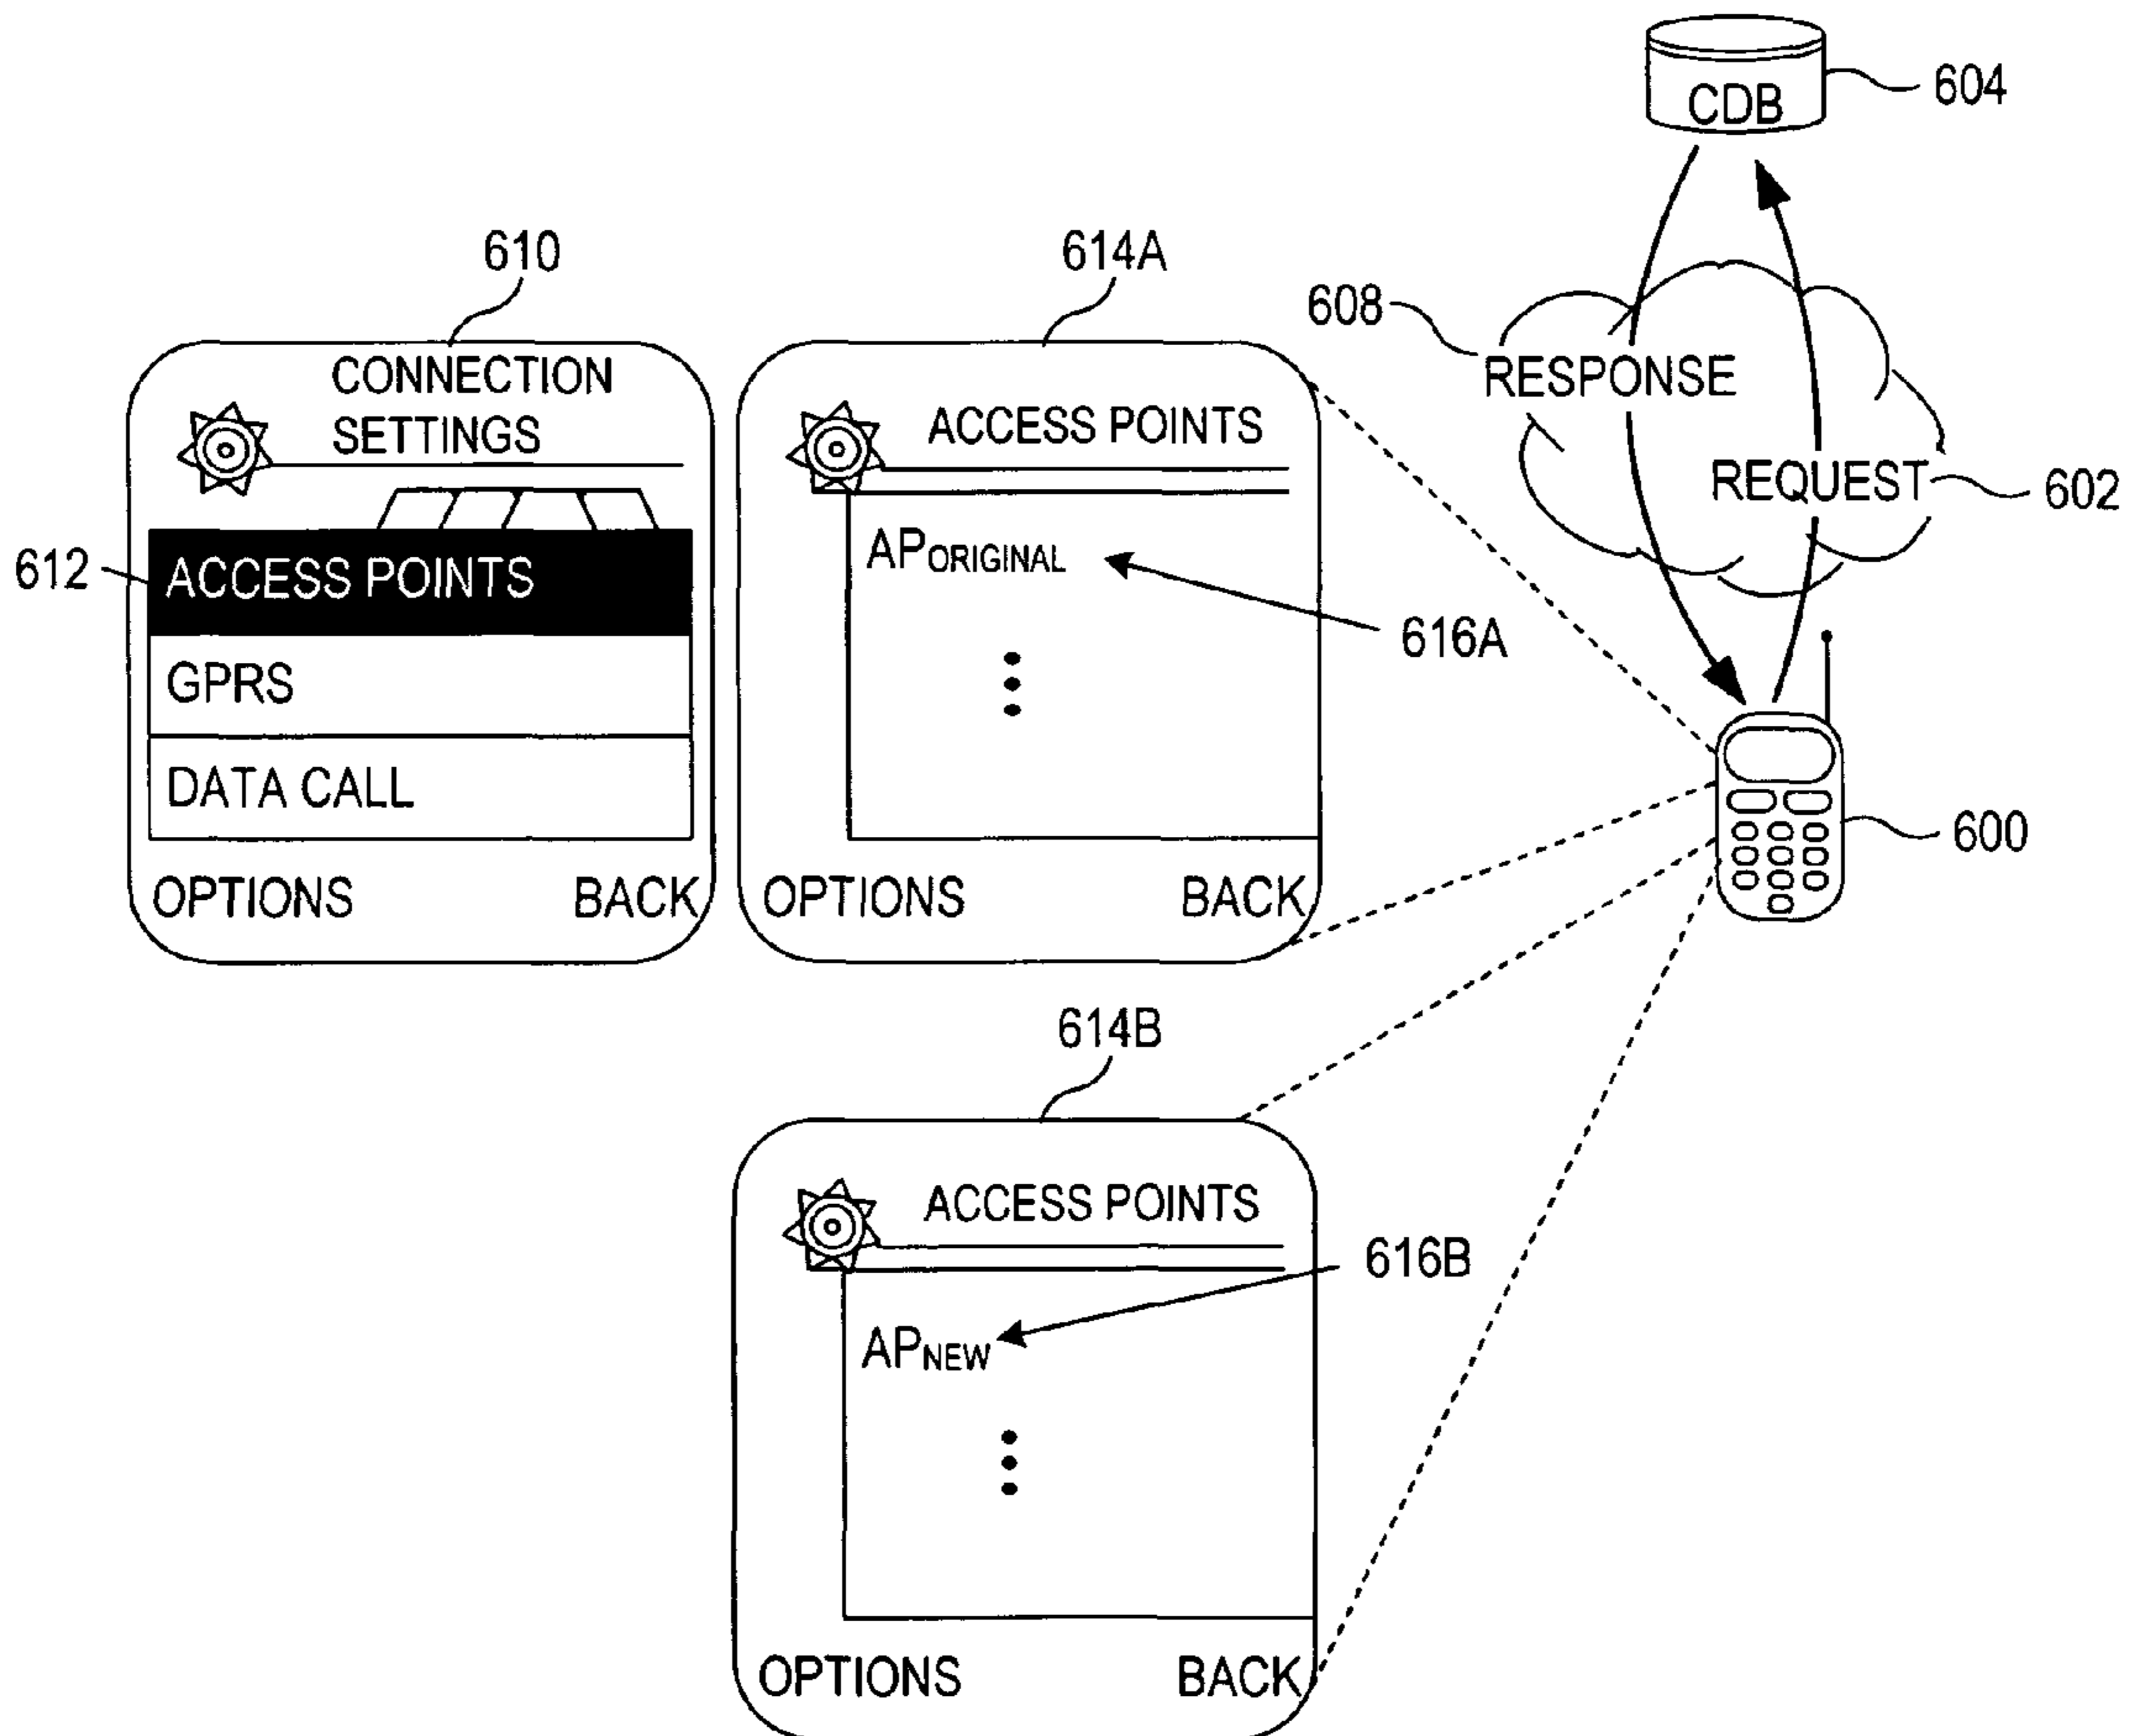 CDB
604
610
614A
608
CONNECTION
SETTINGS
ACCESS POINTS
RESPONSE
REQUEST
602
612
ACCESS POINTS
APORIGINAL
616A
GPRS
DATA CALL
600
OPTIONS BACK
OPTIONS BACK
614B
ACCESS POINTS
616B
APNEW
OPTIONS BACK